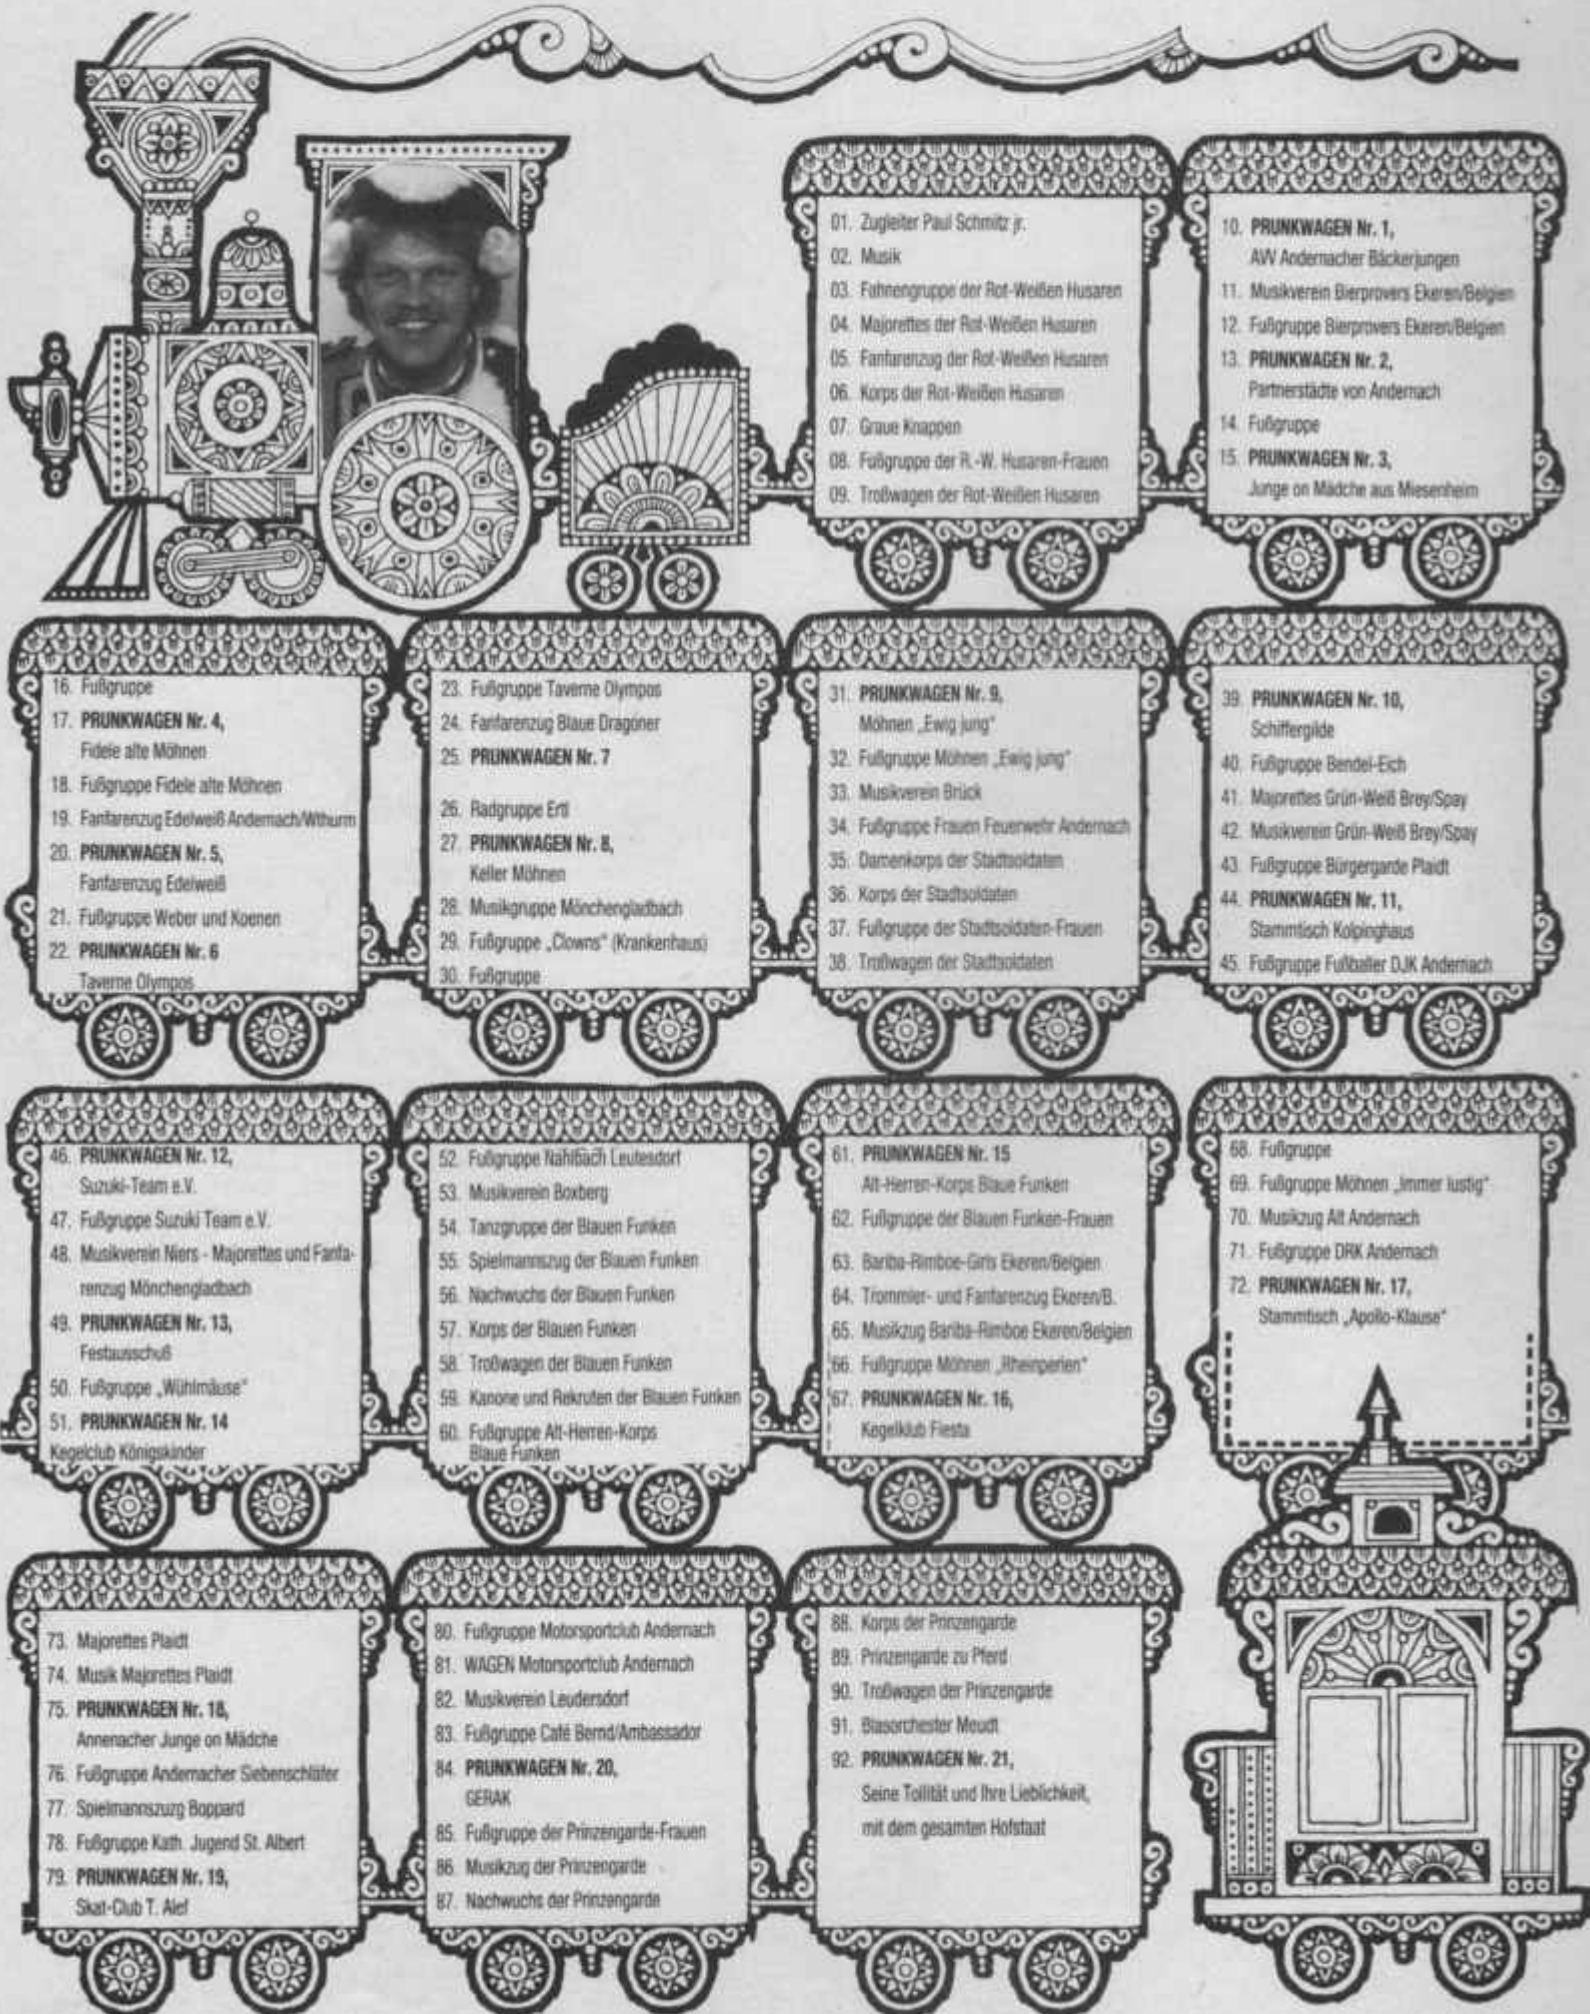 01. Zugleiter Paul Schmitz jr.
02. Musik
03. Fahnengruppe der Rot-Weißen Husaren
04. Majorettes der Rot-Weißen Husaren
05. Fanfarenzug der Rot-Weißen Husaren
06. Korps der Rot-Weißen Husaren
07. Graue Knappen
08. Fußgruppe der R.-W. Husaren-Frauen
09. Troßwagen der Rot-Weißen Husaren
10. PRUNKWAGEN Nr. 1,
AVV Andernacher Bäckerjungen
11. Musikverein Bierprovers Ekeren/Belgien
12. Fußgruppe Bierprovers Ekeren/Belgien
13. PRUNKWAGEN Nr. 2,
Partnerstädte von Andernach
14. Fußgruppe
15. PRUNKWAGEN Nr. 3,
Junge on Mädche aus Miesenheim
16. Fußgruppe
17. PRUNKWAGEN Nr. 4,
Fidele alte Möhnen
18. Fußgruppe Fidele alte Möhnen
19. Fanfarenzug Edelweiß Andernach/Wthurm
20. PRUNKWAGEN Nr. 5,
Fanfarenzug Edelweiß
21. Fußgruppe Weber und Koenen
22. PRUNKWAGEN Nr. 6
Taverne Olympos
23. Fußgruppe Taverne Olympos
24. Fanfarenzug Blaue Dragoner
25. PRUNKWAGEN Nr. 7
26. Radgruppe Ertl
27. PRUNKWAGEN Nr. 8,
Keller Möhnen
28. Musikgruppe Mönchengladbach
29. Fußgruppe „Clowns" (Krankenhaus)
30. Fußgruppe
31. PRUNKWAGEN Nr. 9,
Möhnen „Ewig jung"
32. Fußgruppe Möhnen „Ewig jung"
33. Musikverein Brück
34. Fußgruppe Frauen Feuerwehr Andernach
35. Damenkorps der Stadtsoldaten
36. Korps der Stadtsoldaten
37. Fußgruppe der Stadtsoldaten-Frauen
38. Troßwagen der Stadtsoldaten
39. PRUNKWAGEN Nr. 10,
Schiffergilde
40. Fußgruppe Bendel-Eich
41. Majorettes Grün-Weiß Brey/Spay
42. Musikverein Grün-Weiß Brey/Spay
43. Fußgruppe Bürgergarde Plaidt
44. PRUNKWAGEN Nr. 11,
Stammtisch Kolpinghaus
45. Fußgruppe Fußballer DJK Andernach
46. PRUNKWAGEN Nr. 12,
Suzuki-Team e.V.
47. Fußgruppe Suzuki Team e.V.
48. Musikverein Niers - Majorettes und Fanfa-
renzug Mönchengladbach
49. PRUNKWAGEN Nr. 13,
Festausschuß
50. Fußgruppe „Wühlmäuse"
51. PRUNKWAGEN Nr. 14
Kegelclub Königskinder
52. Fußgruppe Nahlbach Leutesdorf
53. Musikverein Boxberg
54. Tanzgruppe der Blauen Funken
55. Spielmannszug der Blauen Funken
56. Nachwuchs der Blauen Funken
57. Korps der Blauen Funken
58. Troßwagen der Blauen Funken
59. Kanone und Rekruten der Blauen Funken
60. Fußgruppe Alt-Herren-Korps
Blaue Funken
61. PRUNKWAGEN Nr. 15
Alt-Herren-Korps Blaue Funken
62. Fußgruppe der Blauen Funken-Frauen
63. Bariba-Rimboe-Girls Ekeren/Belgien
64. Trommler- und Fanfarenzug Ekeren/B.
65. Musikzug Bariba-Rimboe Ekeren/Belgien
66. Fußgruppe Möhnen „Rheinperlen"
67. PRUNKWAGEN Nr. 16,
Kegelklub Fiesta
68. Fußgruppe
69. Fußgruppe Möhnen „Immer lustig"
70. Musikzug Alt Andernach
71. Fußgruppe DRK Andernach
72. PRUNKWAGEN Nr. 17,
Stammtisch „Apollo-Klause"
73. Majorettes Plaidt
74. Musik Majorettes Plaidt
75. PRUNKWAGEN Nr. 18,
Annenacher Junge on Mädche
76. Fußgruppe Andernacher Siebenschläfer
77. Spielmannszurg Boppard
78. Fußgruppe Kath. Jugend St. Albert
79. PRUNKWAGEN Nr. 19,
Skat-Club T. Alef
80. Fußgruppe Motorsportclub Andernach
81. WAGEN Motorsportclub Andernach
82. Musikverein Leudersdorf
83. Fußgruppe Café Bernd/Ambassador
84. PRUNKWAGEN Nr. 20,
GERAK
85. Fußgruppe der Prinzengarde-Frauen
86. Musikzug der Prinzengarde
87. Nachwuchs der Prinzengarde
88. Korps der Prinzengarde
89. Prinzengarde zu Pferd
90. Troßwagen der Prinzengarde
91. Blasorchester Meudt
92. PRUNKWAGEN Nr. 21,
Seine Tollität und Ihre Lieblichkeit,
mit dem gesamten Hofstaat